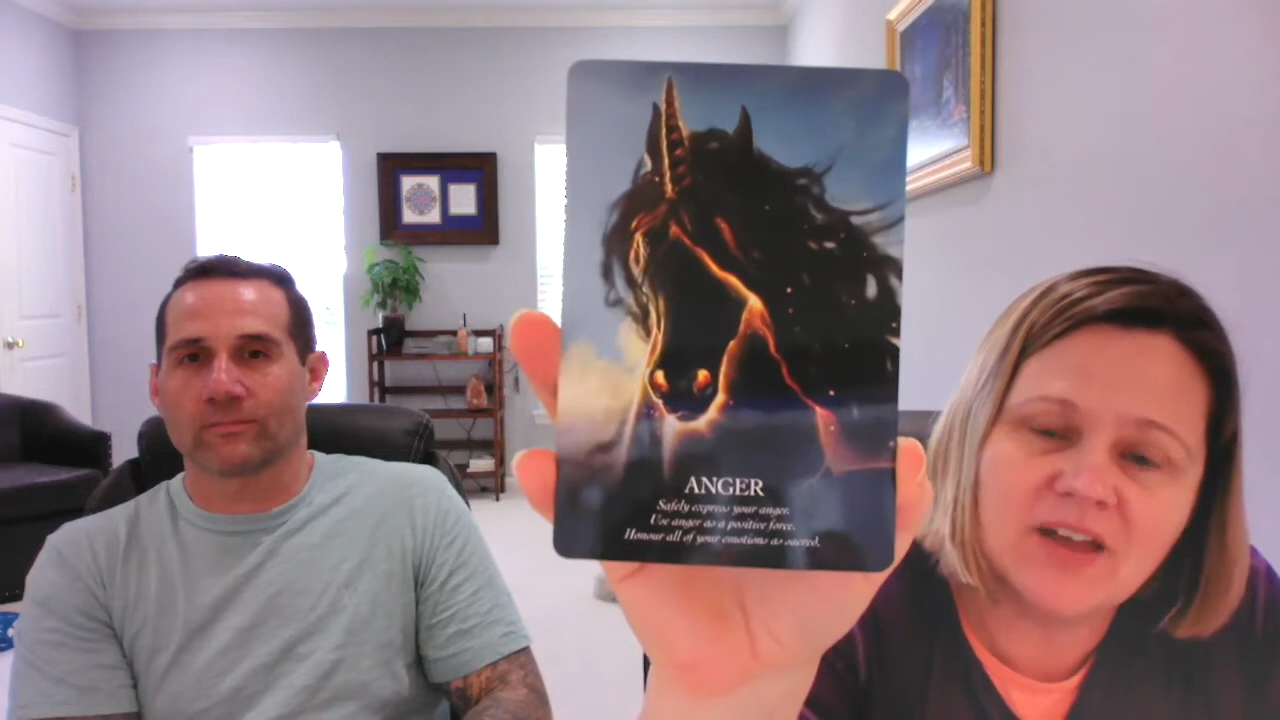 ANGER
Safely express your anger.
Use anger as a positive force.
Honour all of your emotions as sacred.